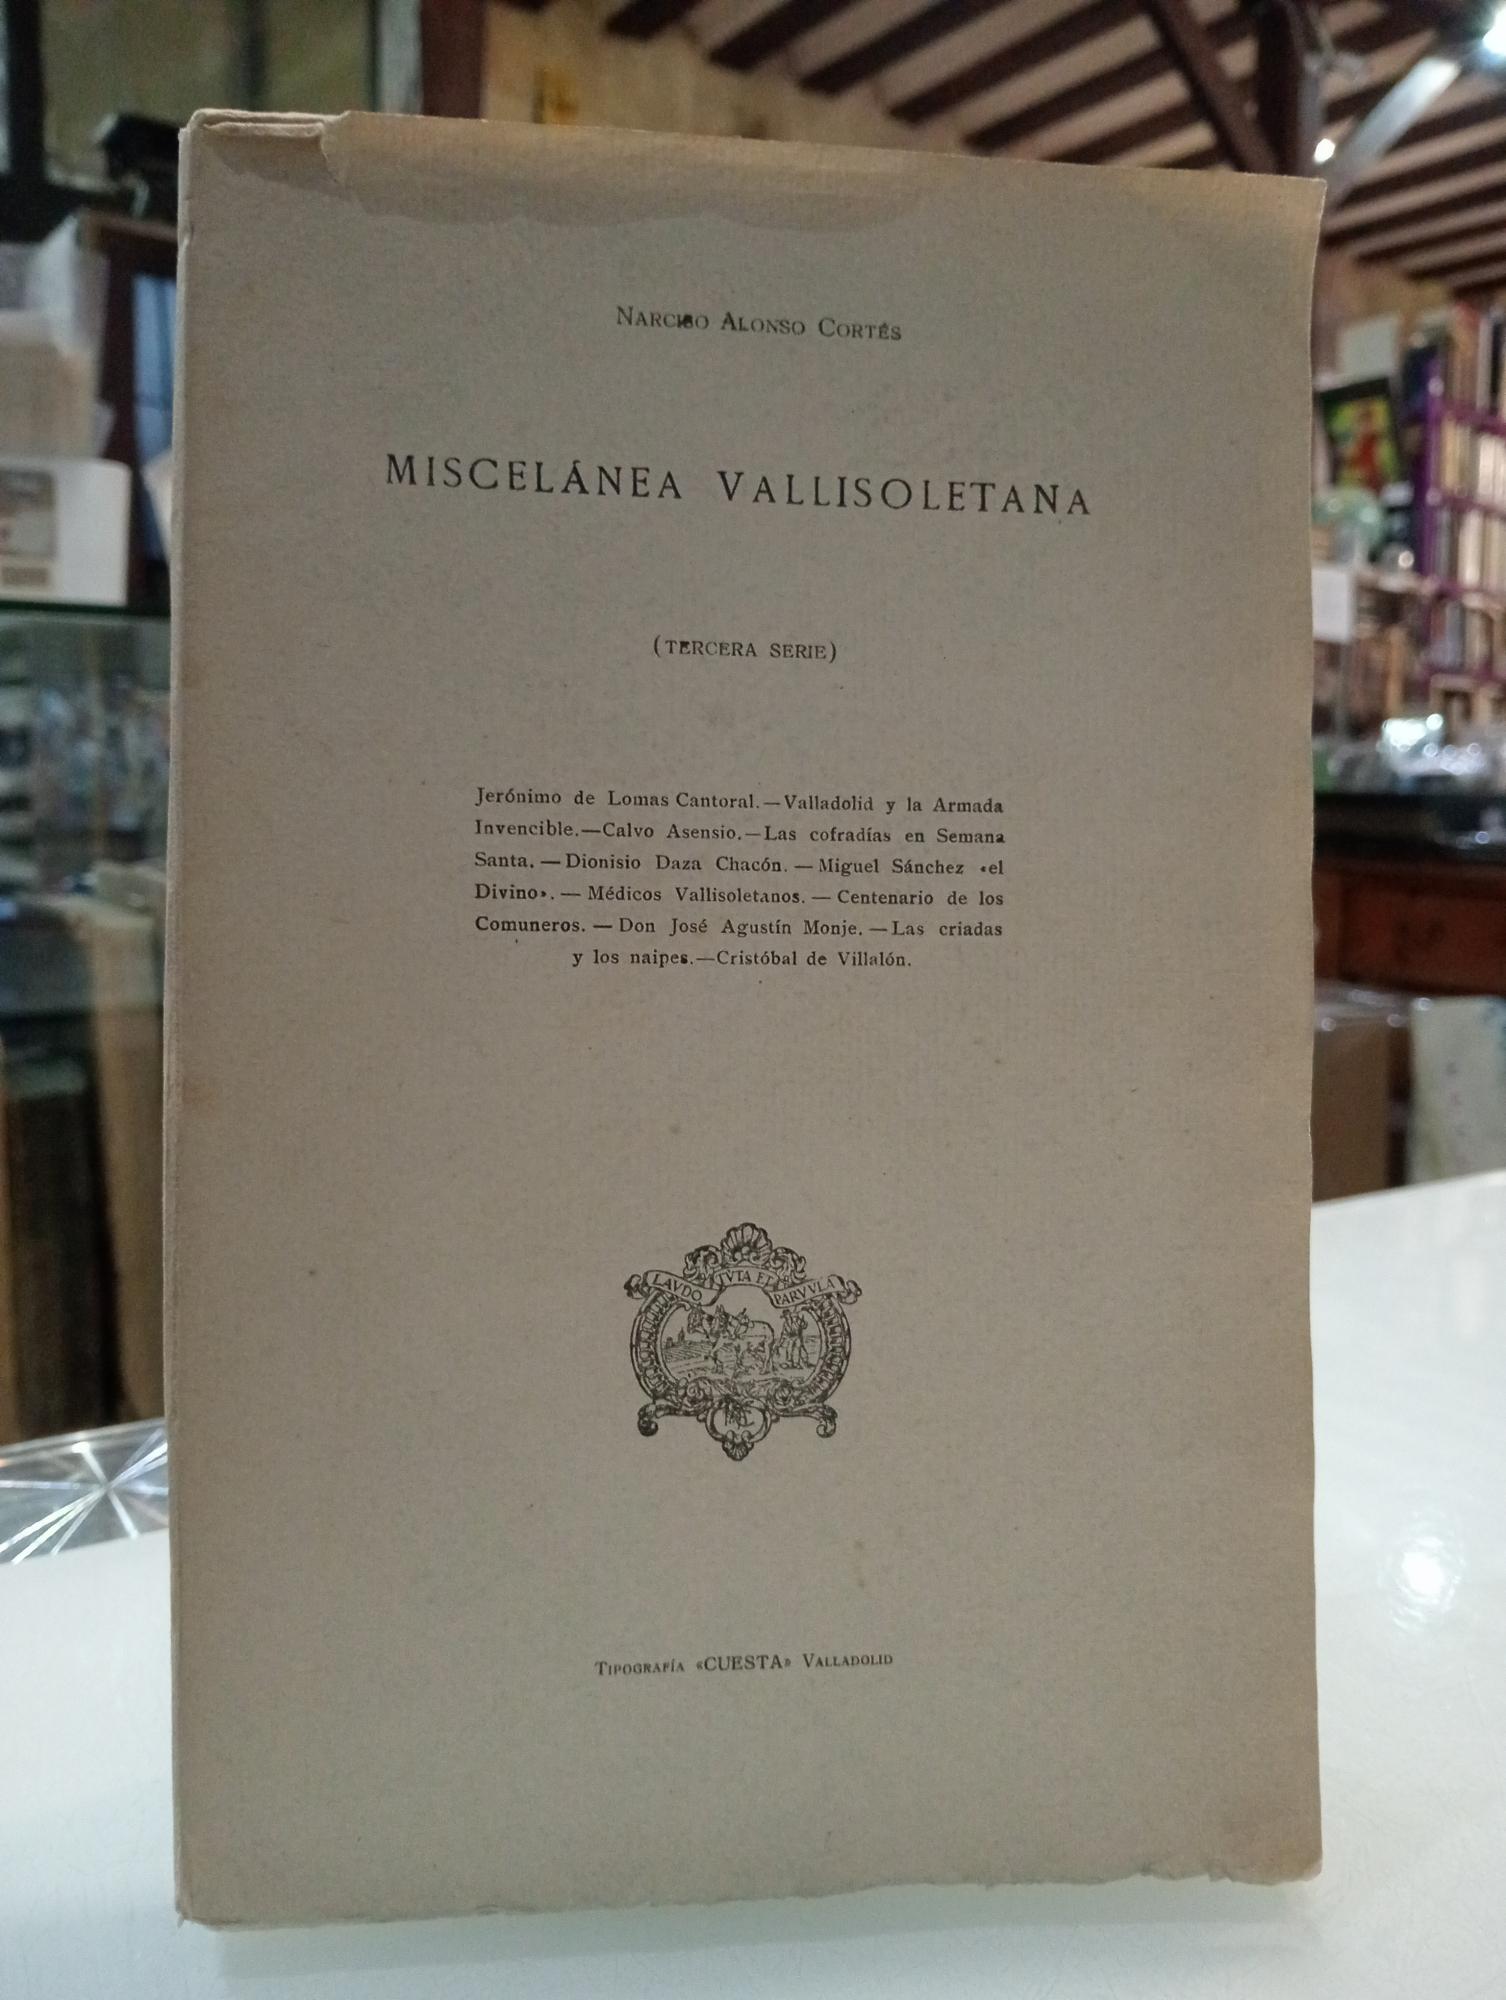 NARCISO ALONSO CORTÉS
MISCELÁNEA VALLISOLETANA
(TERCERA SERIE)
Jerónimo de Lomas Cantoral.—Valladolid y la Armada
Invencible.—Calvo Asensio.—Las cofradías en Semana
Santa.—Dionisio Daza Chacón.—Miguel Sánchez «el
Divino».—Médicos Vallisoletanos.—Centenario de los
Comuneros.—Don José Agustín Monje.—Las criadas
y los naipes.—Cristóbal de Villalón.
LAVDO TVTA ET PARVVLA
TIPOGRAFÍA «CUESTA» VALLADOLID